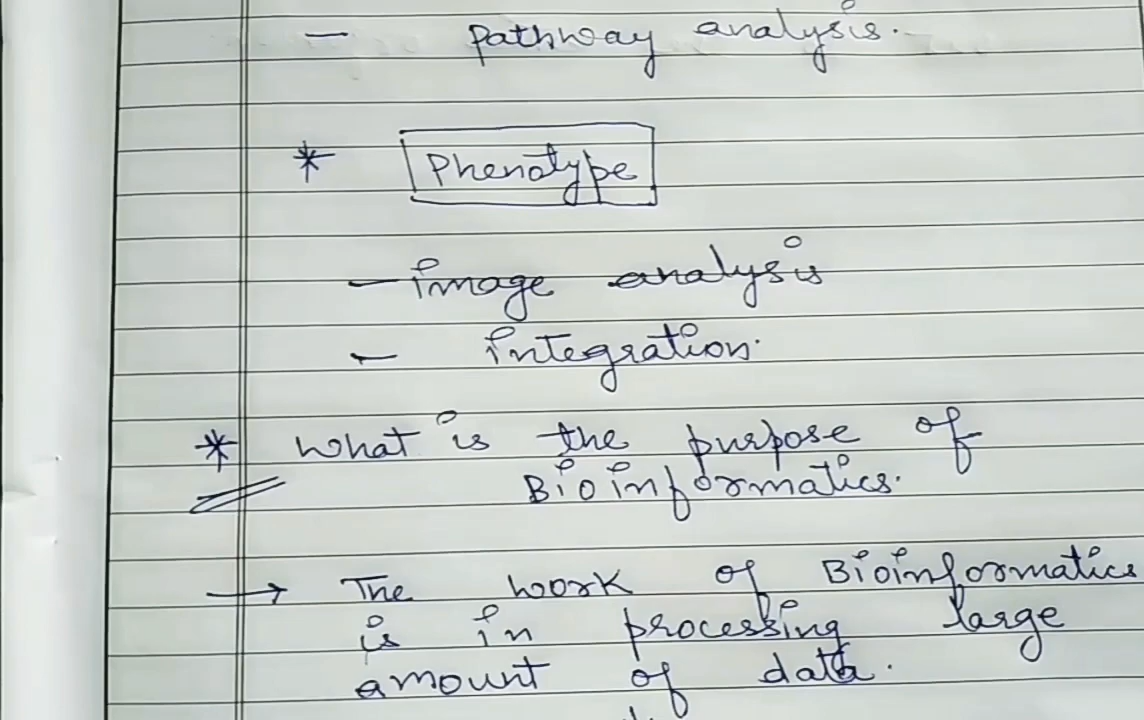 - Pathway analysis.
* Phenotype
- Image analysis
- Integration.
* What is the purpose of
Bioinformatics.
→ The work of Bioinformatics
is in processing large
amount of data.